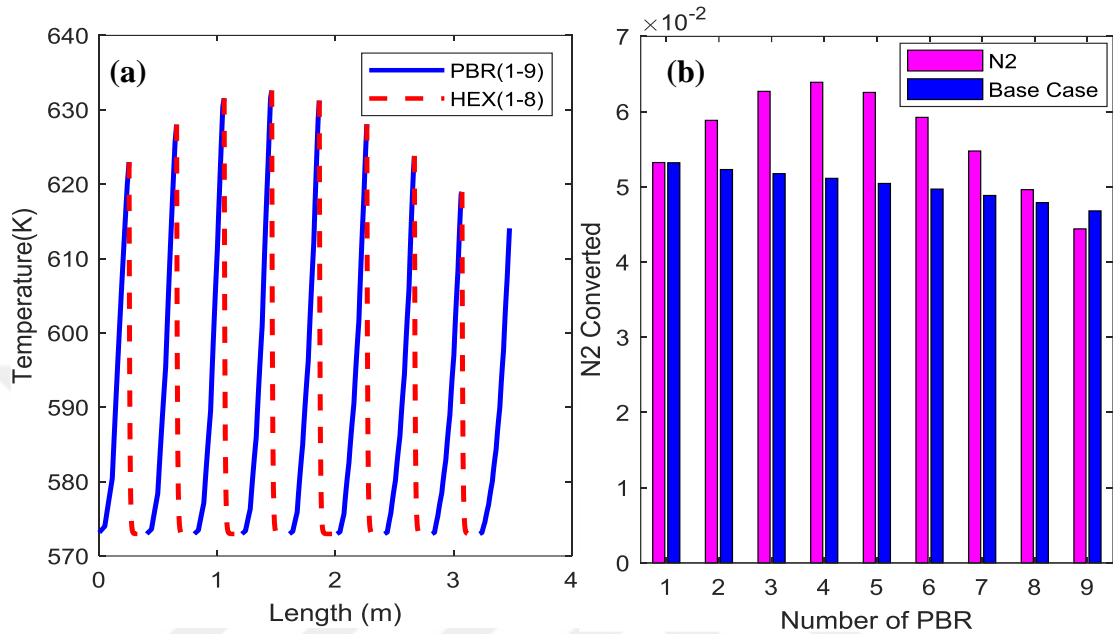 (a)
PBR(1-9)
HEX(1-8)
640
630
620
610
600
590
580
570
0
1
2
3
4
Temperature(K)
Length (m)
×10⁻²
(b)
N2
Base Case
7
6
5
4
3
2
1
0
1 2 3 4 5 6 7 8 9
N2 Converted
Number of PBR